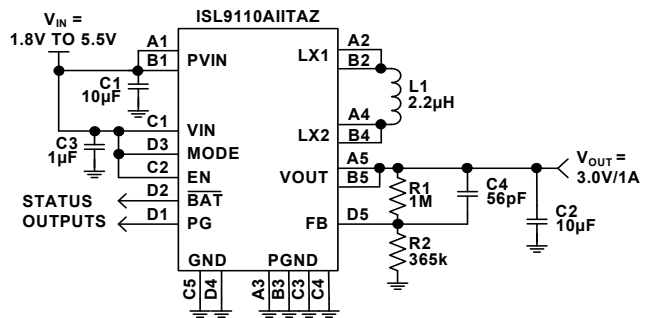 ISL9110AIITAZ
VIN =
1.8V TO 5.5V
A1
B1
PVIN
C1
10µF
C1
VIN
C3
1µF
D3
MODE
C2
EN
STATUS
OUTPUTS
D2
BAT
D1
PG
GND
PGND
C5
D4
A3
B3
C3
C4
LX1
A2
B2
L1
2.2µH
LX2
A4
B4
VOUT
A5
B5
R1
1M
C4
56pF
VOUT =
3.0V/1A
C2
10µF
FB
D5
R2
365k